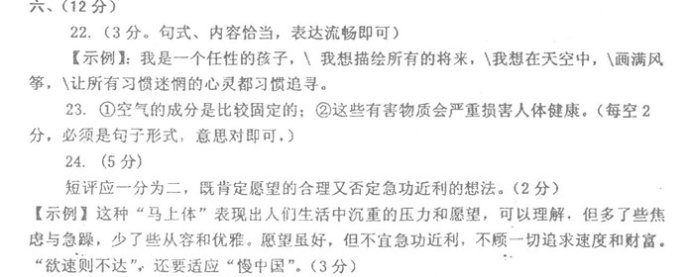 六、(12 分)
22.（3 分。句式、内容恰当，表达流畅即可）
【示例】：我是一个任性的孩子，\ 我想描绘所有的将来，\我想在天空中，\画满风
筝，\让所有习惯迷惘的心灵都习惯追寻。
23. ①空气的成分是比较固定的；②这些有害物质会严重损害人体健康。（每空 2
分，必须是句子形式，意思对即可。）
24. (5 分)
短评应一分为二，既肯定愿望的合理又否定急功近利的想法。（2 分）
【示例】这种“马上体”表现出人们生活中沉重的压力和愿望，可以理解，但多了些焦
虑与急躁，少了些从容和优雅。愿望虽好，但不宜急功近利，不顾一切追求速度和财富。
“欲速则不达”，还要适应“慢中国”。（3 分）